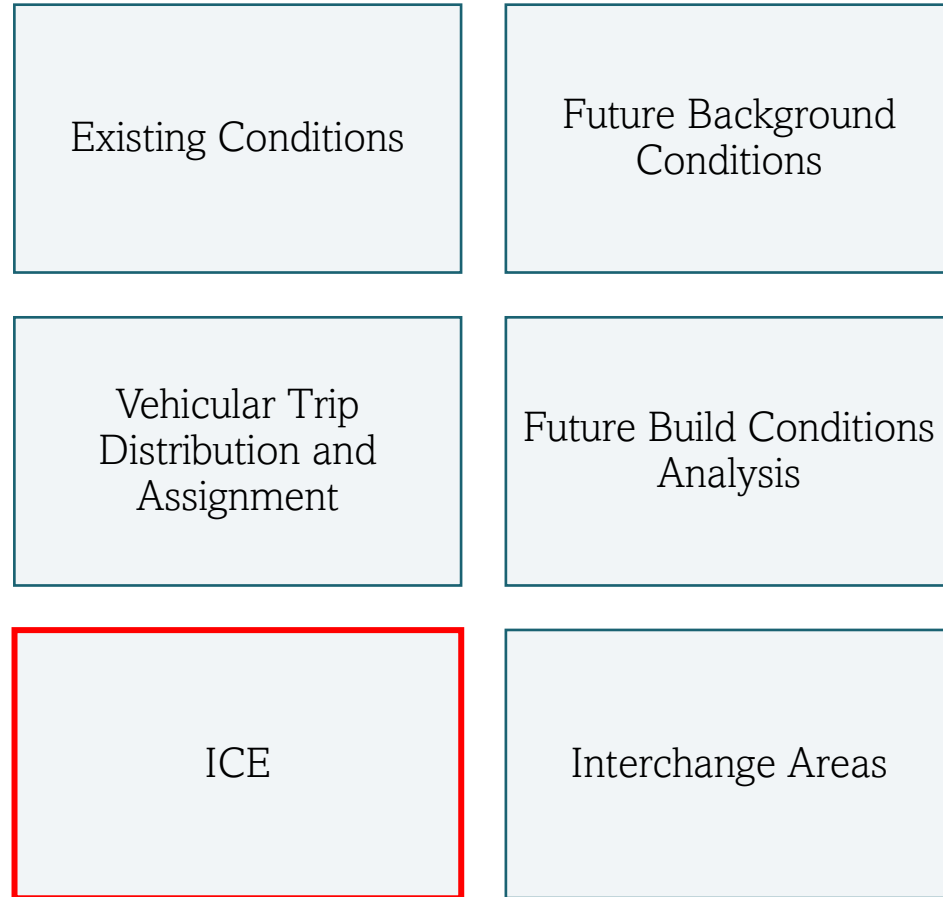 Existing Conditions
Future Background
Conditions
Vehicular Trip
Distribution and
Assignment
Future Build Conditions
Analysis
ICE
Interchange Areas